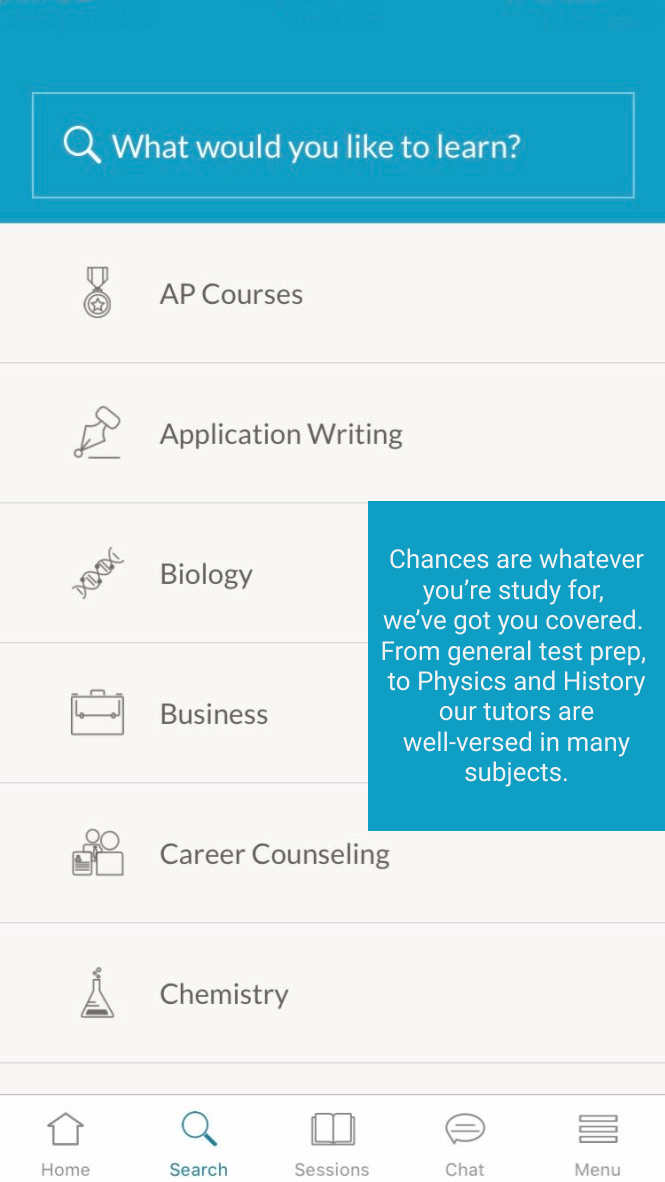 What would you like to learn?
AP Courses
Application Writing
Biology
Business
Career Counseling
Chemistry
Chances are whatever
you’re study for,
we’ve got you covered.
From general test prep,
to Physics and History
our tutors are
well-versed in many
subjects.
Home
Search
Sessions
Chat
Menu